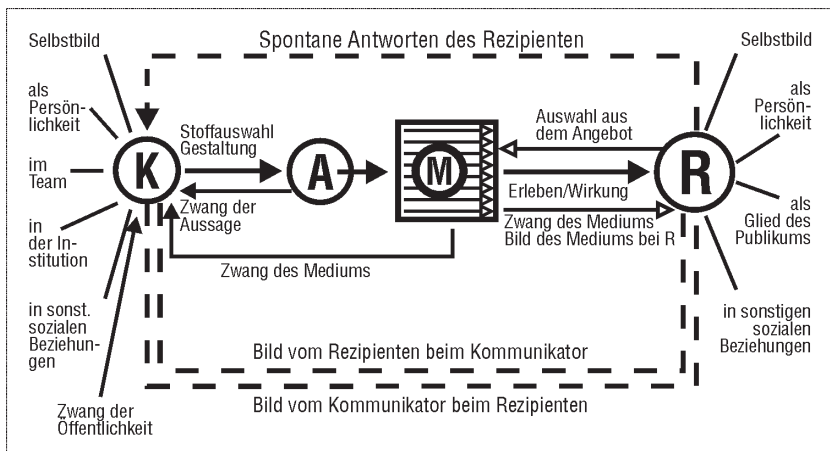 Spontane Antworten des Rezipienten
Selbstbild
als
Persön-
lichkeit
im
Team
in
der In-
stitution
in sonst.
sozialen
Beziehun-
gen
Zwang der
Öffentlichkeit
K
Stoffauswahl
Gestaltung
Zwang der
Aussage
A
Zwang des Mediums
M
Auswahl aus
dem Angebot
Erleben/Wirkung
Zwang des Mediums
Bild des Mediums bei R
R
Selbstbild
als
Persön-
lichkeit
als
Glied des
Publikums
in sonstigen
sozialen
Beziehungen
Bild vom Rezipienten beim Kommunikator
Bild vom Kommunikator beim Rezipienten